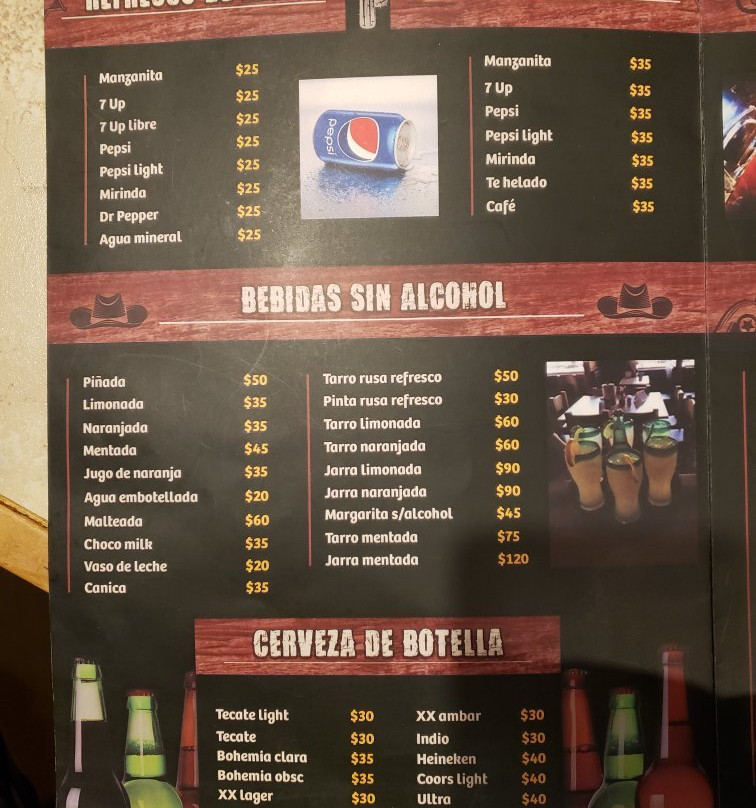 REFRESCO
Manzanita $25
7 Up $25
7 Up libre $25
Pepsi $25
Pepsi light $25
Mirinda $25
Dr Pepper $25
Agua mineral $25
pepsi
Manzanita $35
7 Up $35
Pepsi $35
Pepsi light $35
Mirinda $35
Te helado $35
Café $35
BEBIDAS SIN ALCOHOL
Piñada $50
Limonada $35
Naranjada $35
Mentada $45
Jugo de naranja $35
Agua embotellada $20
Malteada $60
Choco milk $35
Vaso de leche $20
Canica $35
Tarro rusa refresco $50
Pinta rusa refresco $30
Tarro limonada $60
Tarro naranjada $60
Jarra limonada $90
Jarra naranjada $90
Margarita s/alcohol $45
Tarro mentada $75
Jarra mentada $120
CERVEZA DE BOTELLA
Tecate light $30
Tecate $30
Bohemia clara $35
Bohemia obsc $35
XX lager $30
XX ambar $30
Indio $30
Heineken $40
Coors light $40
Ultra $40